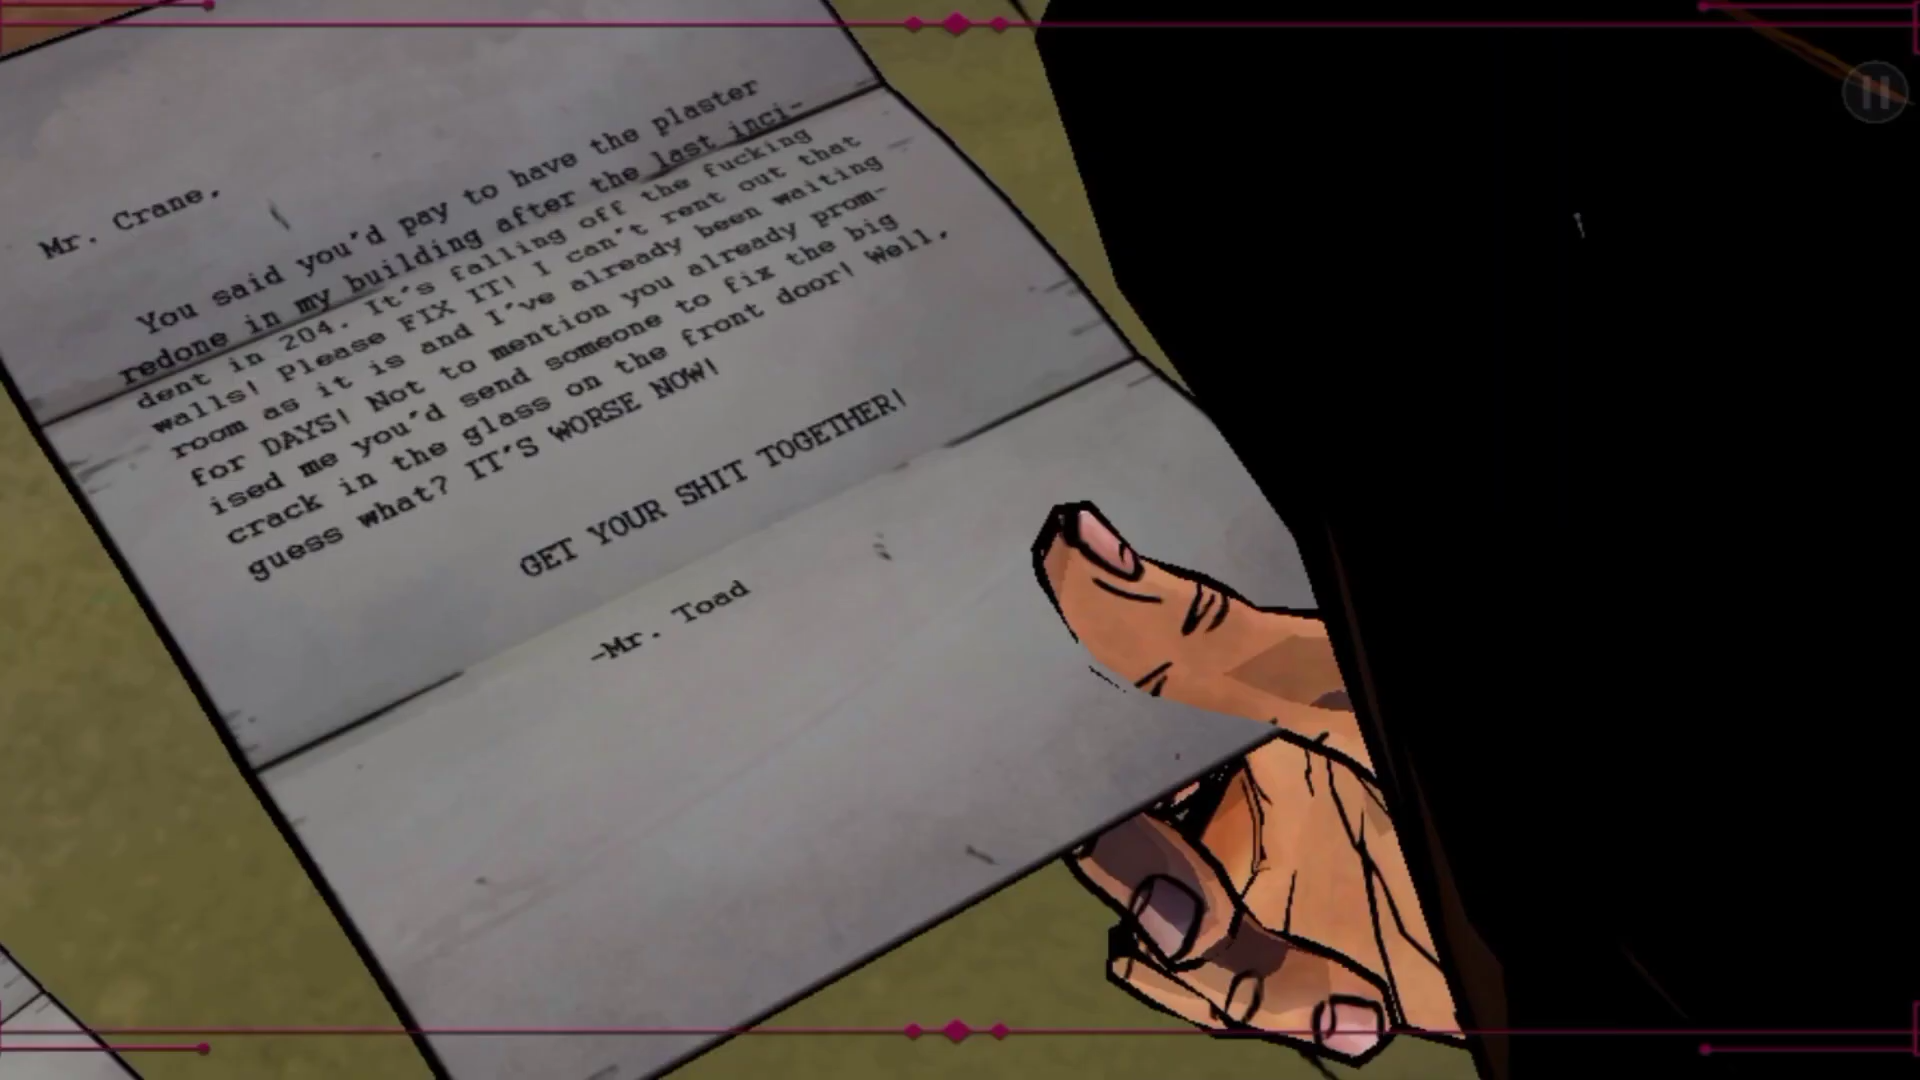 Mr. Crane,
You said you'd pay to have the plaster
redone in my building after the last inci-
dent in 204. It's falling off the fucking
walls! Please FIX IT! I can't rent out that
room as it is and I've already been waiting
for DAYS! Not to mention you already prom-
ised me you'd send someone to fix the big
crack in the glass on the front door! Well,
guess what? IT'S WORSE NOW!
GET YOUR SHIT TOGETHER!
-Mr. Toad